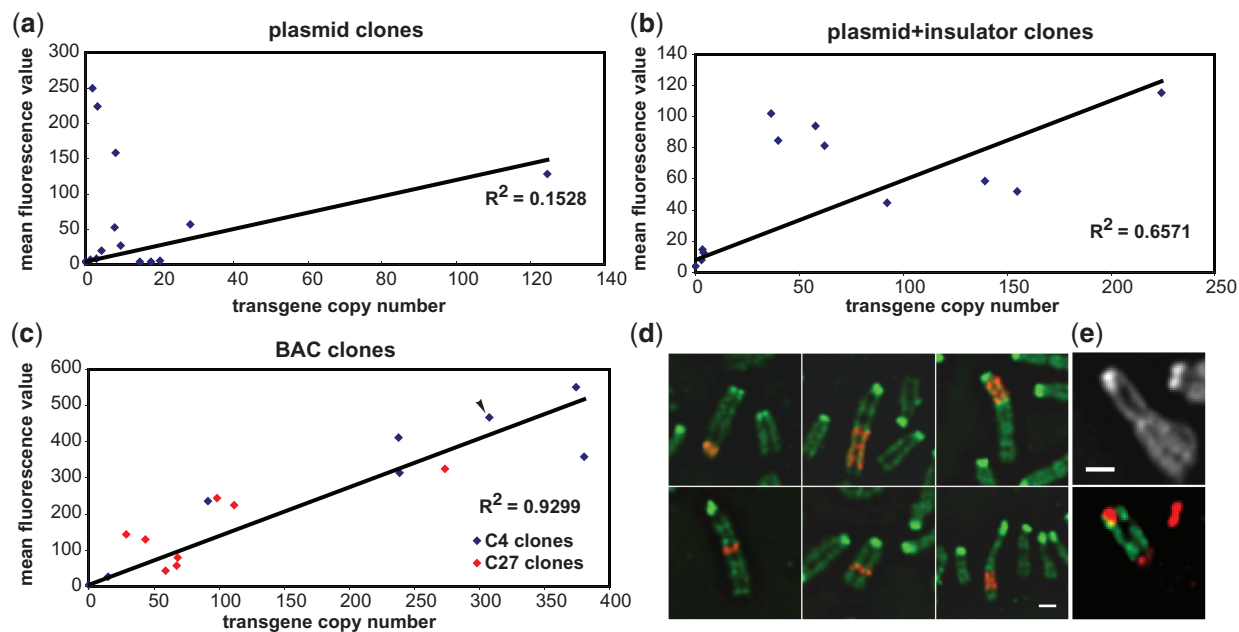 (a)
plasmid clones
mean fluorescence value
300
250
200
150
100
50
0
R² = 0.1528
0 20 40 60 80 100 120 140
transgene copy number
(b)
plasmid+insulator clones
mean fluorescence value
140
120
100
80
60
40
20
0
R² = 0.6571
0 50 100 150 200 250
transgene copy number
(c)
BAC clones
mean fluorescence value
600
500
400
300
200
100
0
R² = 0.9299
C4 clones
C27 clones
0 50 100 150 200 250 300 350 400
transgene copy number
(d)
(e)